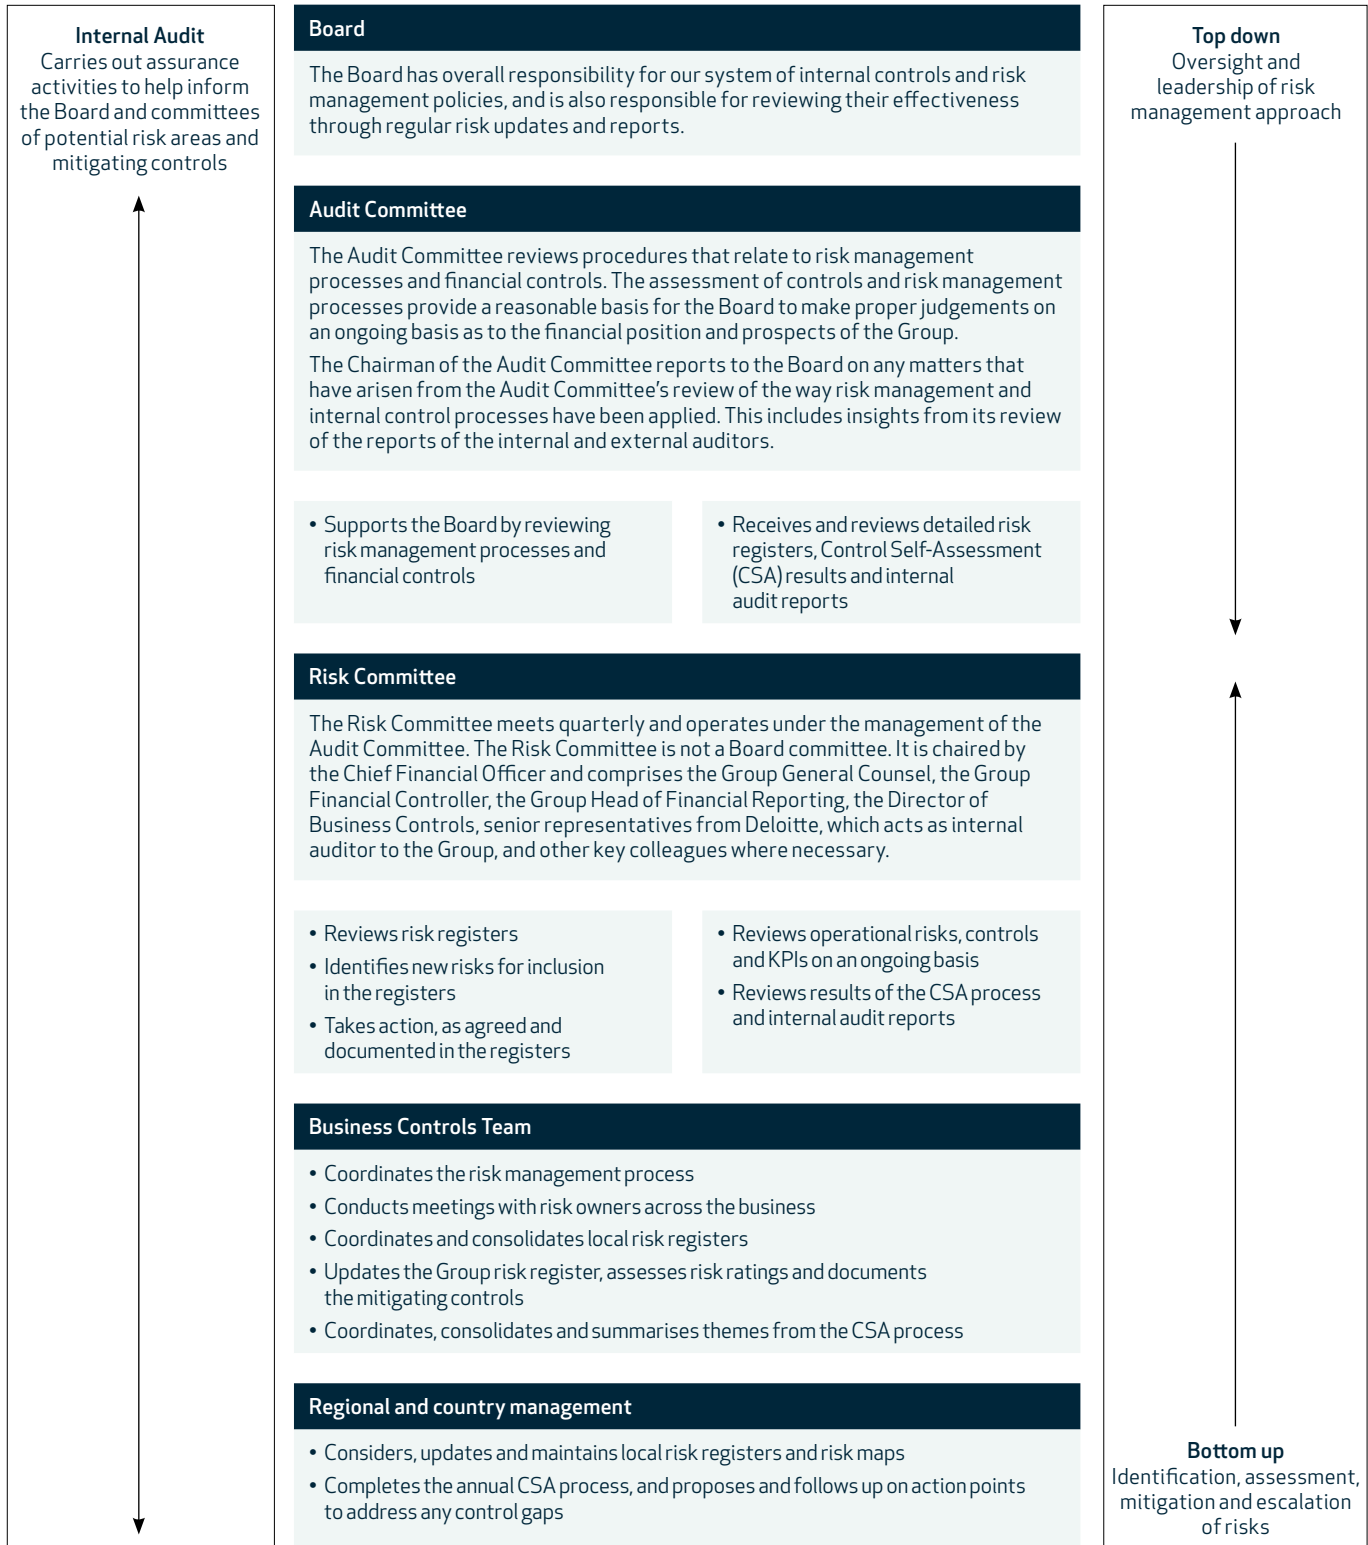 Internal Audit
Carries out assurance
activities to help inform
the Board and committees
of potential risk areas and
mitigating controls
Board
The Board has overall responsibility for our system of internal controls and risk
management policies, and is also responsible for reviewing their effectiveness
through regular risk updates and reports.
Top down
Oversight and
leadership of risk
management approach
Audit Committee
The Audit Committee reviews procedures that relate to risk management
processes and financial controls. The assessment of controls and risk management
processes provide a reasonable basis for the Board to make proper judgements on
an ongoing basis as to the financial position and prospects of the Group.
The Chairman of the Audit Committee reports to the Board on any matters that
have arisen from the Audit Committee's review of the way risk management and
internal control processes have been applied. This includes insights from its review
of the reports of the internal and external auditors.
• Supports the Board by reviewing
risk management processes and
financial controls
• Receives and reviews detailed risk
registers, Control Self-Assessment
(CSA) results and internal
audit reports
Risk Committee
The Risk Committee meets quarterly and operates under the management of the
Audit Committee. The Risk Committee is not a Board committee. It is chaired by
the Chief Financial Officer and comprises the Group General Counsel, the Group
Financial Controller, the Group Head of Financial Reporting, the Director of
Business Controls, senior representatives from Deloitte, which acts as internal
auditor to the Group, and other key colleagues where necessary.
• Reviews risk registers
• Identifies new risks for inclusion
in the registers
• Takes action, as agreed and
documented in the registers
• Reviews operational risks, controls
and KPIs on an ongoing basis
• Reviews results of the CSA process
and internal audit reports
Business Controls Team
• Coordinates the risk management process
• Conducts meetings with risk owners across the business
• Coordinates and consolidates local risk registers
• Updates the Group risk register, assesses risk ratings and documents
the mitigating controls
• Coordinates, consolidates and summarises themes from the CSA process
Regional and country management
• Considers, updates and maintains local risk registers and risk maps
• Completes the annual CSA process, and proposes and follows up on action points
to address any control gaps
Bottom up
Identification, assessment,
mitigation and escalation
of risks